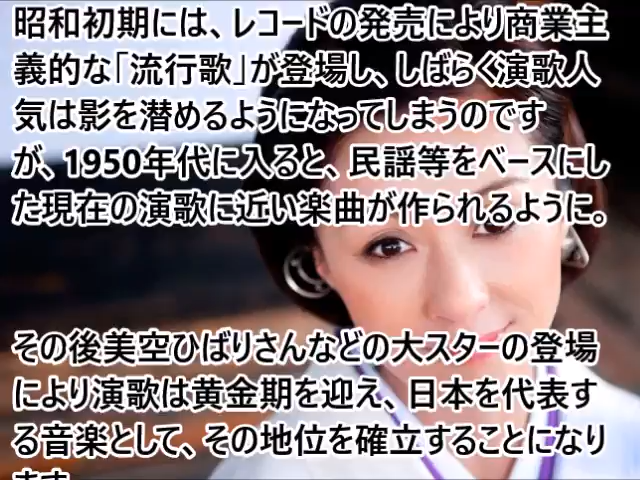 昭和初期には、レコードの発売により商業主
義的な「流行歌」が登場し、しばらく演歌人
気は影を潜めるようになってしまうのです
が、1950年代に入ると、民謡等をベースにし
た現在の演歌に近い楽曲が作られるように。
その後美空ひばりさんなどの大スターの登場
により演歌は黄金期を迎え、日本を代表す
る音楽として、その地位を確立することになり
ます